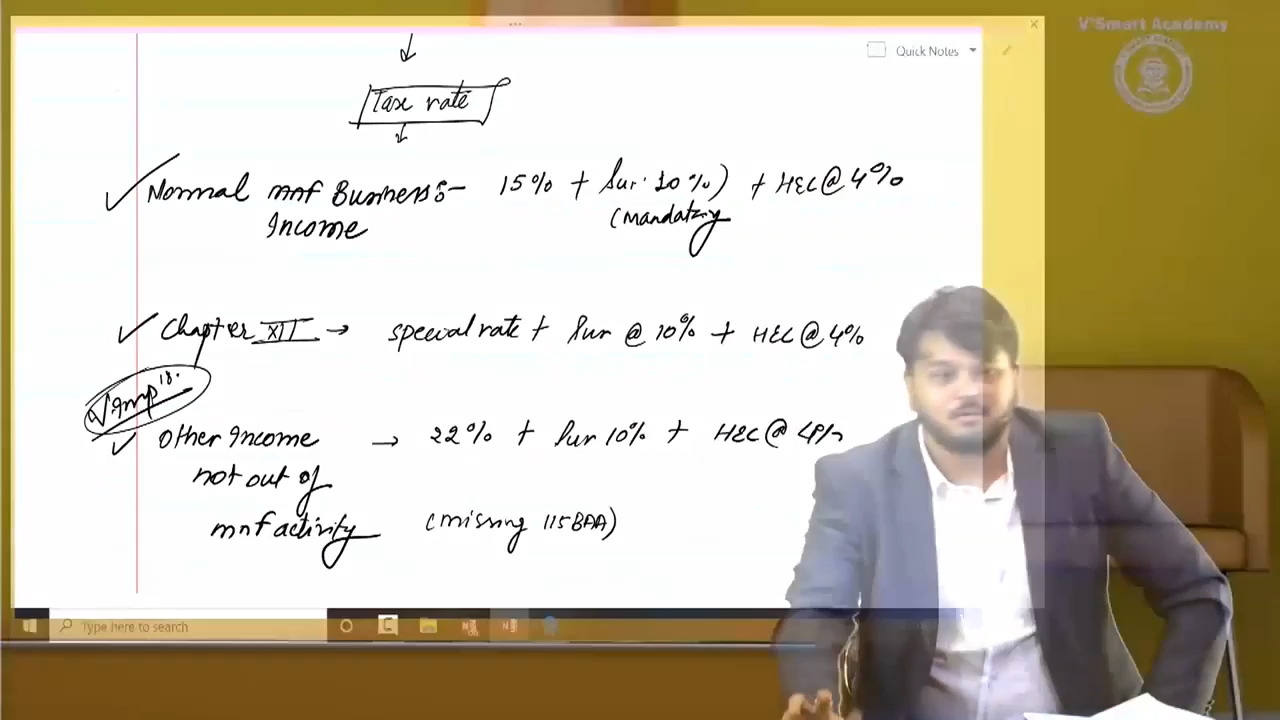 V'Smart Academy
Quick Notes
Tax rate
Normal mnf Business:- 15% + Sur. 10%) + HEC@4%
Income (mandatory
Chapter XII → special rate + Sur @ 10% + HEC@4%
V.Imp
Other Income → 22% + Sur 10% + HEC@4%
not out of
mnf activity (missing 115BAA)
Type here to search